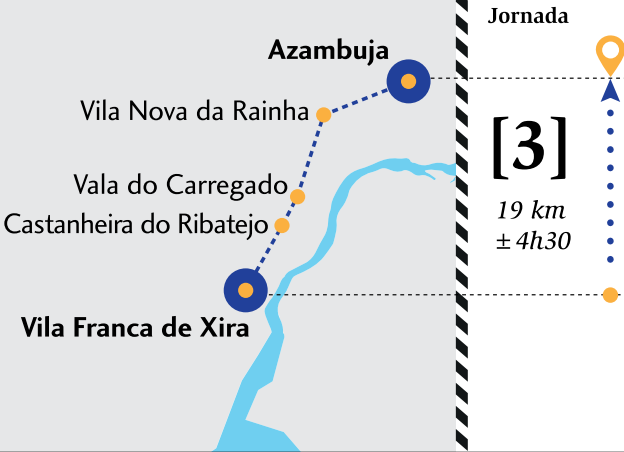 Azambuja
Vila Nova da Rainha
Vala do Carregado
Castanheira do Ribatejo
Vila Franca de Xira
Jornada
[3]
19 km
± 4h30